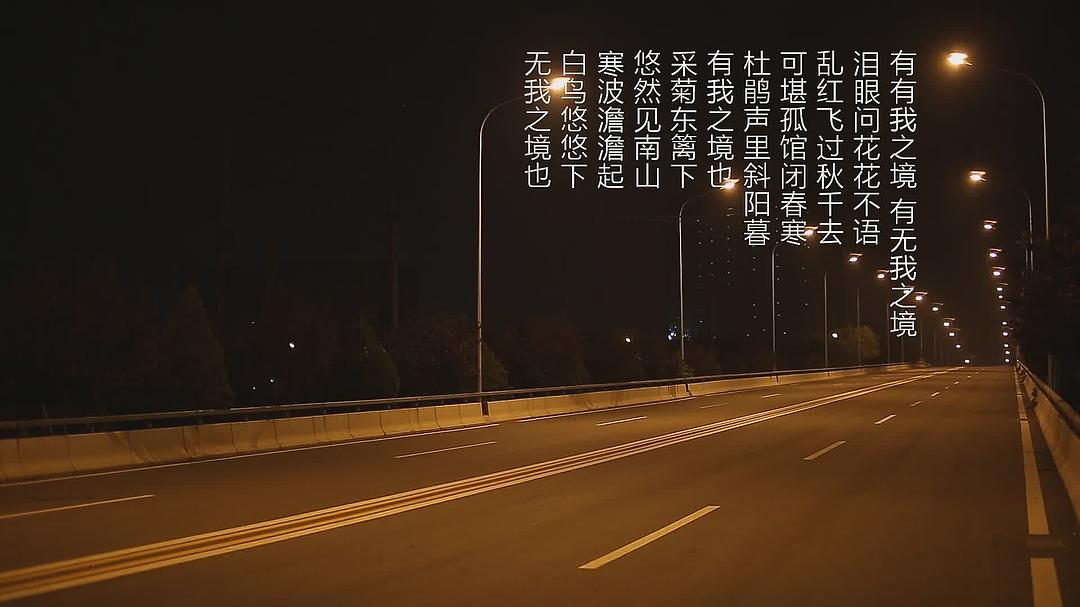 有有我之境 有无我之境
泪眼问花花不语
乱红飞过秋千去
可堪孤馆闭春寒
杜鹃声里斜阳暮
有我之境也
采菊东篱下
悠然见南山
寒波澹澹起
白鸟悠悠下
无我之境也